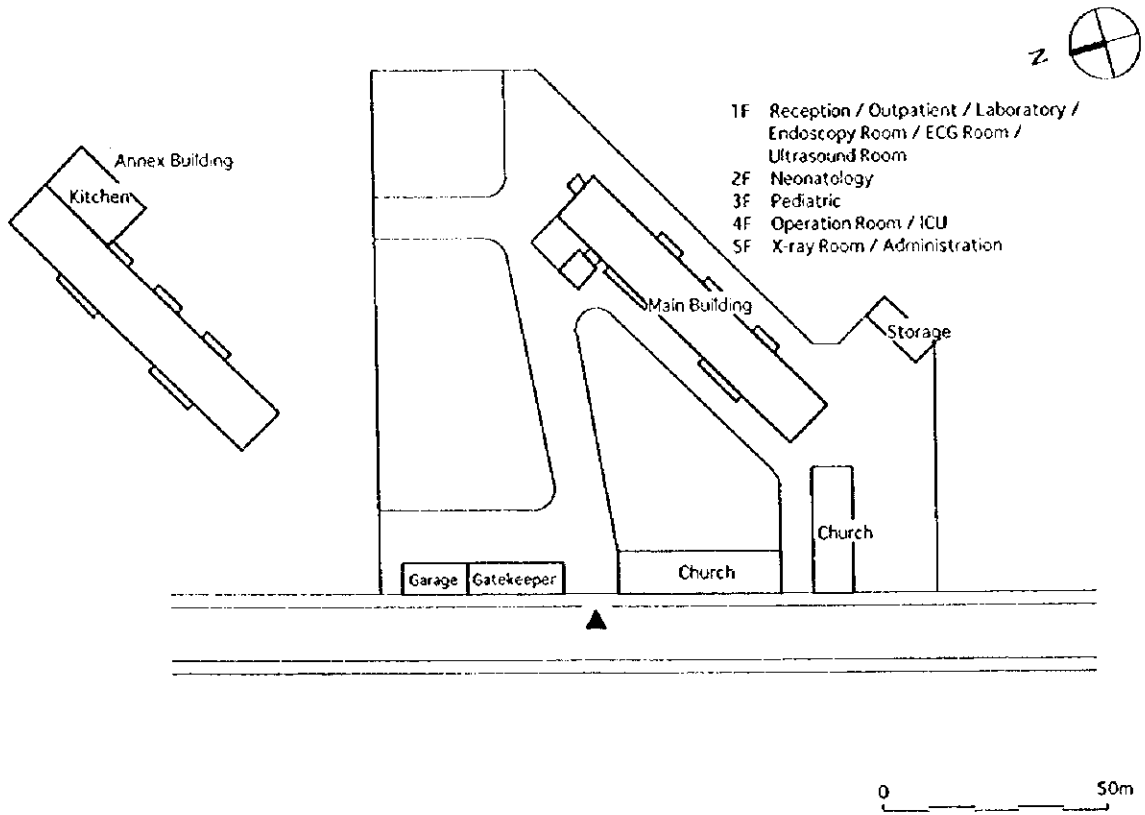 N
1F Reception / Outpatient / Laboratory /
Endoscopy Room / ECG Room /
Ultrasound Room
2F Neonatology
3F Pediatric
4F Operation Room / ICU
5F X-ray Room / Administration
Annex Building
Kitchen
Main Building
Storage
Church
Garage
Gatekeeper
Church
0
50m